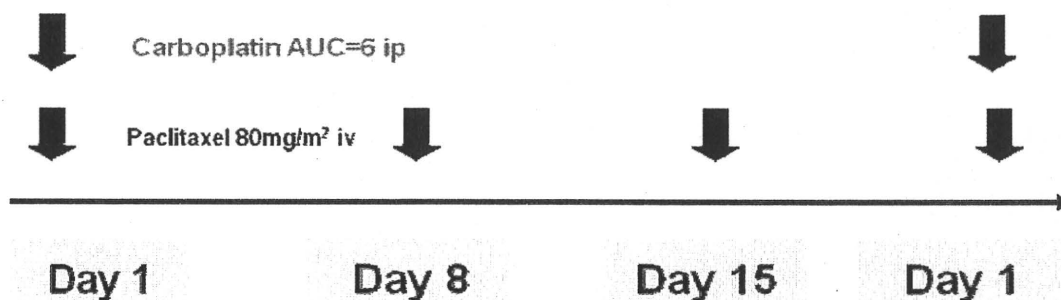 Carboplatin AUC=6 ip
Paclitaxel 80mg/m² iv
Day 1 Day 8 Day 15 Day 1